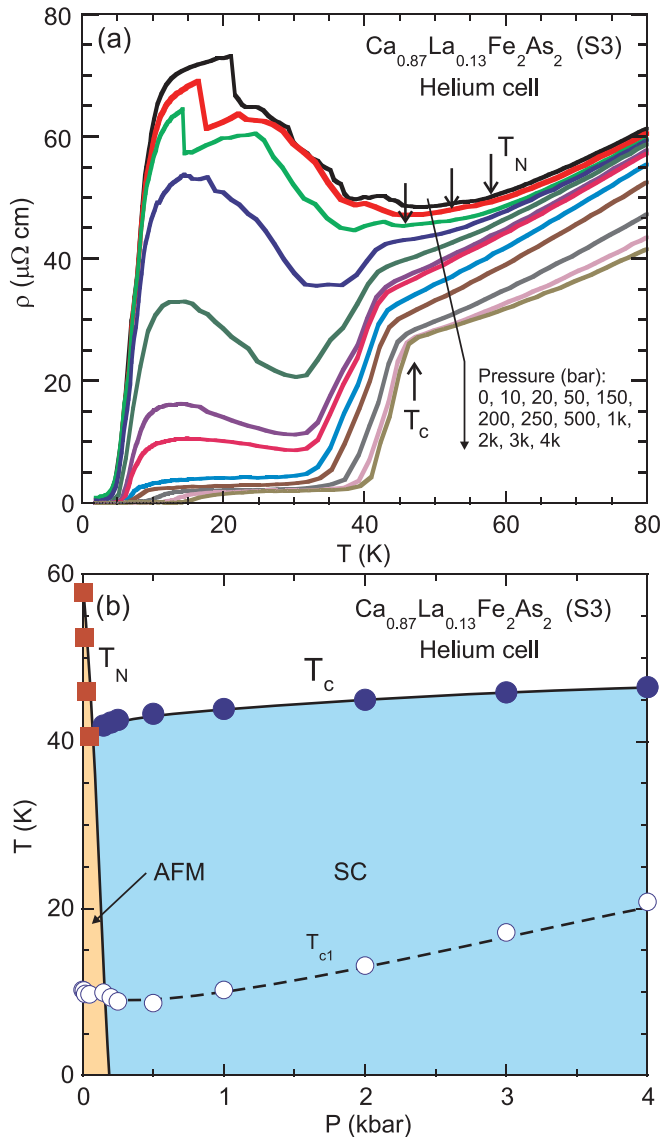 (a)
Ca0.87La0.13Fe2As2 (S3)
Helium cell
TN
Tc
Pressure (bar):
0, 10, 20, 50, 150,
200, 250, 500, 1k,
2k, 3k, 4k
ρ (μΩ cm)
80
60
40
20
0
0 20 40 60 80
T (K)
(b)
Ca0.87La0.13Fe2As2 (S3)
Helium cell
TN
Tc
AFM
SC
Tc1
T (K)
60
40
20
0
0 1 2 3 4
P (kbar)